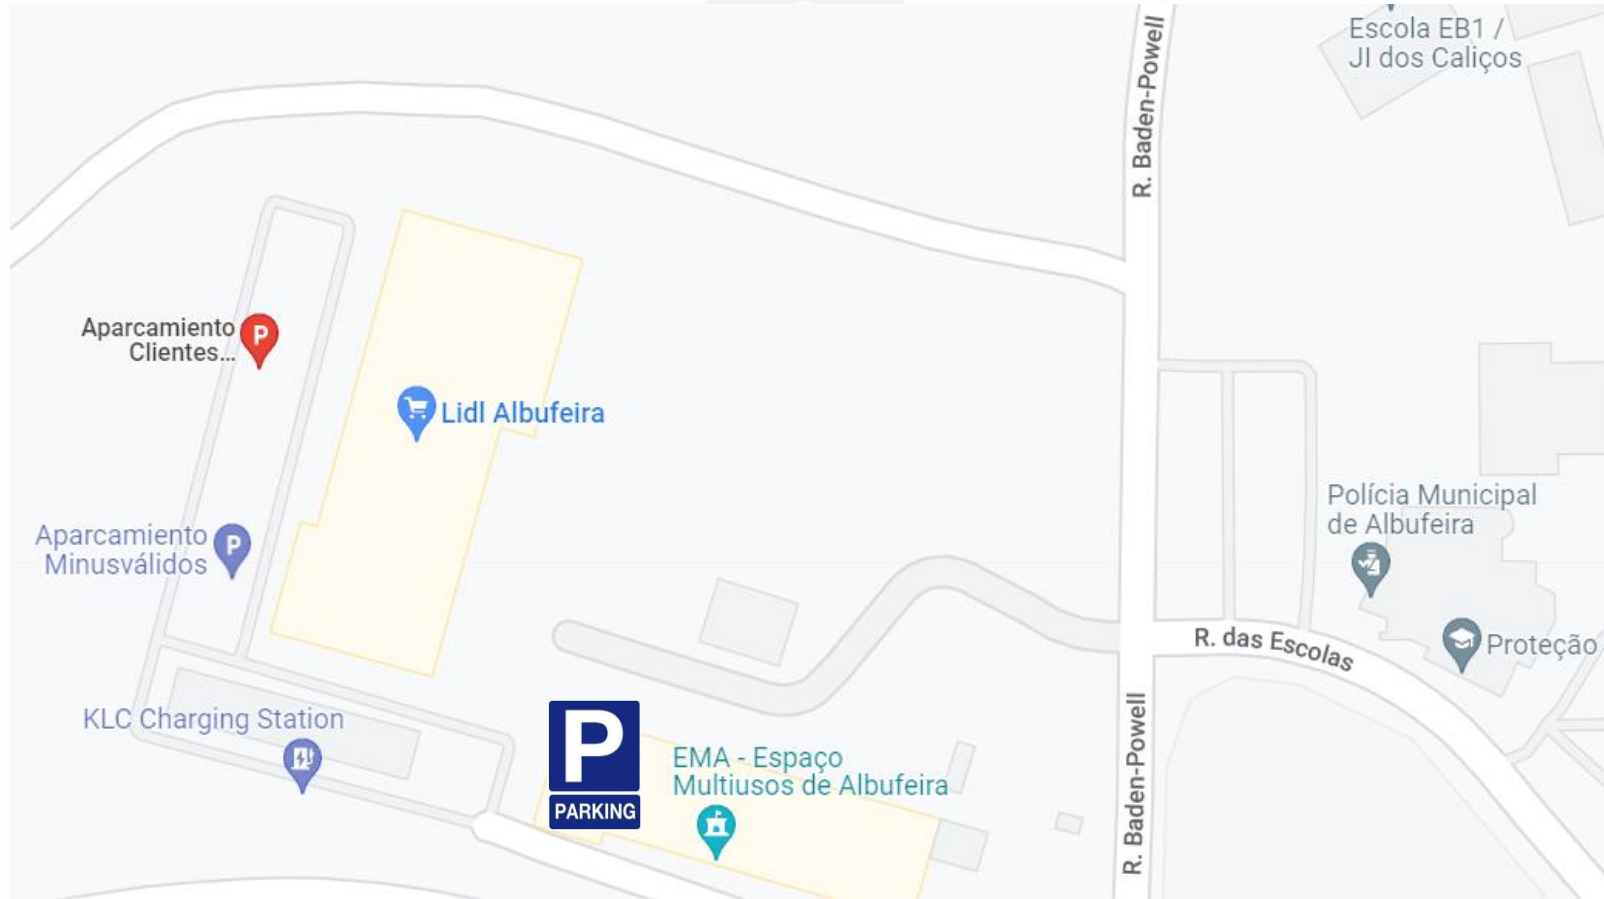 Escola EB1 /
JI dos Caliços
R. Baden-Powell
Aparcamiento
Clientes...
P
Lidl Albufeira
Polícia Municipal
de Albufeira
Aparcamiento
Minusválidos
P
R. das Escolas
Proteção
KLC Charging Station
P
PARKING
EMA - Espaço
Multiusos de Albufeira
R. Baden-Powell